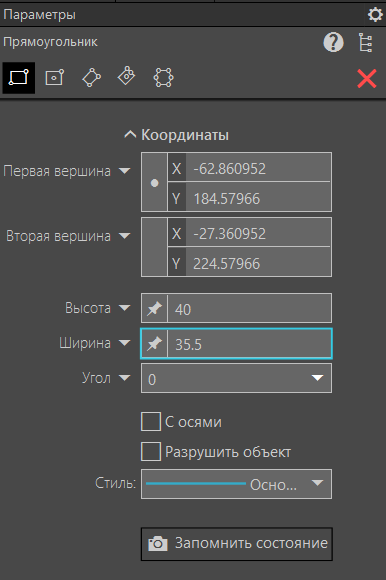 Параметры
Прямоугольник
Координаты
Первая вершина X -62.860952
Y 184.57966
Вторая вершина X -27.360952
Y 224.57966
Высота 40
Ширина 35.5
Угол 0
С осями
Разрушить объект
Стиль: Осно...
Запомнить состояние